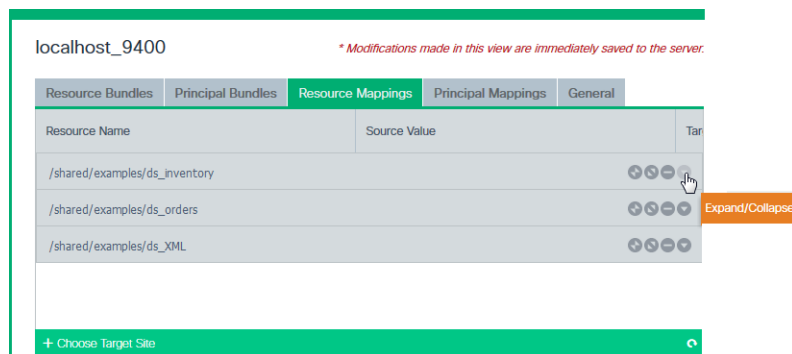 localhost_9400
* Modifications made in this view are immediately saved to the server.
Resource Bundles Principal Bundles Resource Mappings Principal Mappings General
Resource Name Source Value
/shared/examples/ds_inventory
/shared/examples/ds_orders
Expand/Collapse
/shared/examples/ds_XML
+ Choose Target Site